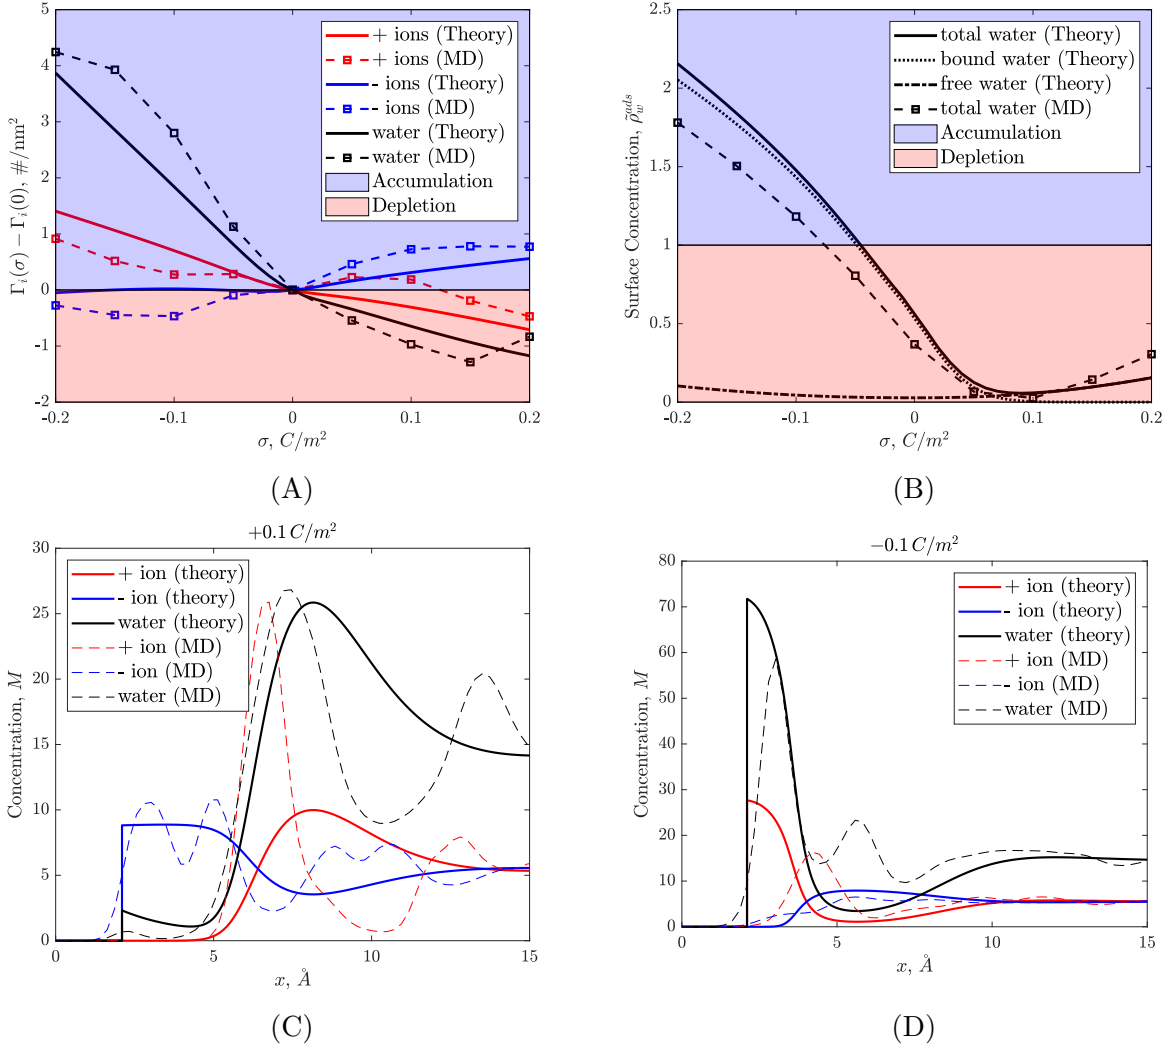 5
4
3
2
1
0
-1
-2
-0.2
-0.1
0
0.1
0.2
Γᵢ(σ) − Γᵢ(0), #/nm²
σ, C/m²
+ ions (Theory)
+ ions (MD)
- ions (Theory)
- ions (MD)
water (Theory)
water (MD)
Accumulation
Depletion
(A)
2.5
2
1.5
1
0.5
0
-0.2
-0.1
0
0.1
0.2
Surface Concentration, ρ̃_w^ads
σ, C/m²
total water (Theory)
bound water (Theory)
free water (Theory)
total water (MD)
Accumulation
Depletion
(B)
+0.1 C/m²
30
25
20
15
10
5
0
0
5
10
15
Concentration, M
x, Å
+ ion (theory)
- ion (theory)
water (theory)
+ ion (MD)
- ion (MD)
water (MD)
(C)
−0.1 C/m²
80
70
60
50
40
30
20
10
0
0
5
10
15
Concentration, M
x, Å
+ ion (theory)
- ion (theory)
water (theory)
+ ion (MD)
- ion (MD)
water (MD)
(D)